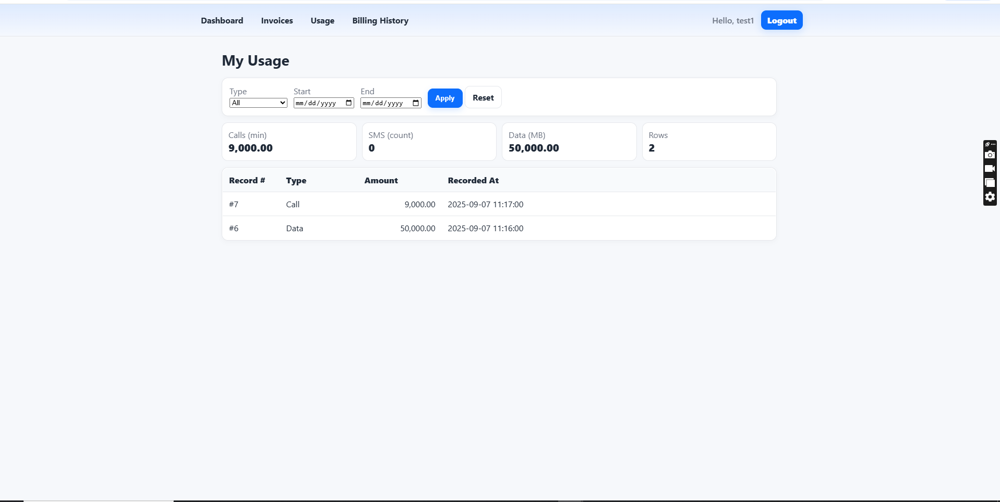 Dashboard Invoices Usage Billing History Hello, test1 Logout
My Usage
Type Start End
All mm/dd/yyyy mm/dd/yyyy Apply Reset
Calls (min) SMS (count) Data (MB) Rows
9,000.00 0 50,000.00 2
Record # Type Amount Recorded At
#7 Call 9,000.00 2025-09-07 11:17:00
#6 Data 50,000.00 2025-09-07 11:16:00